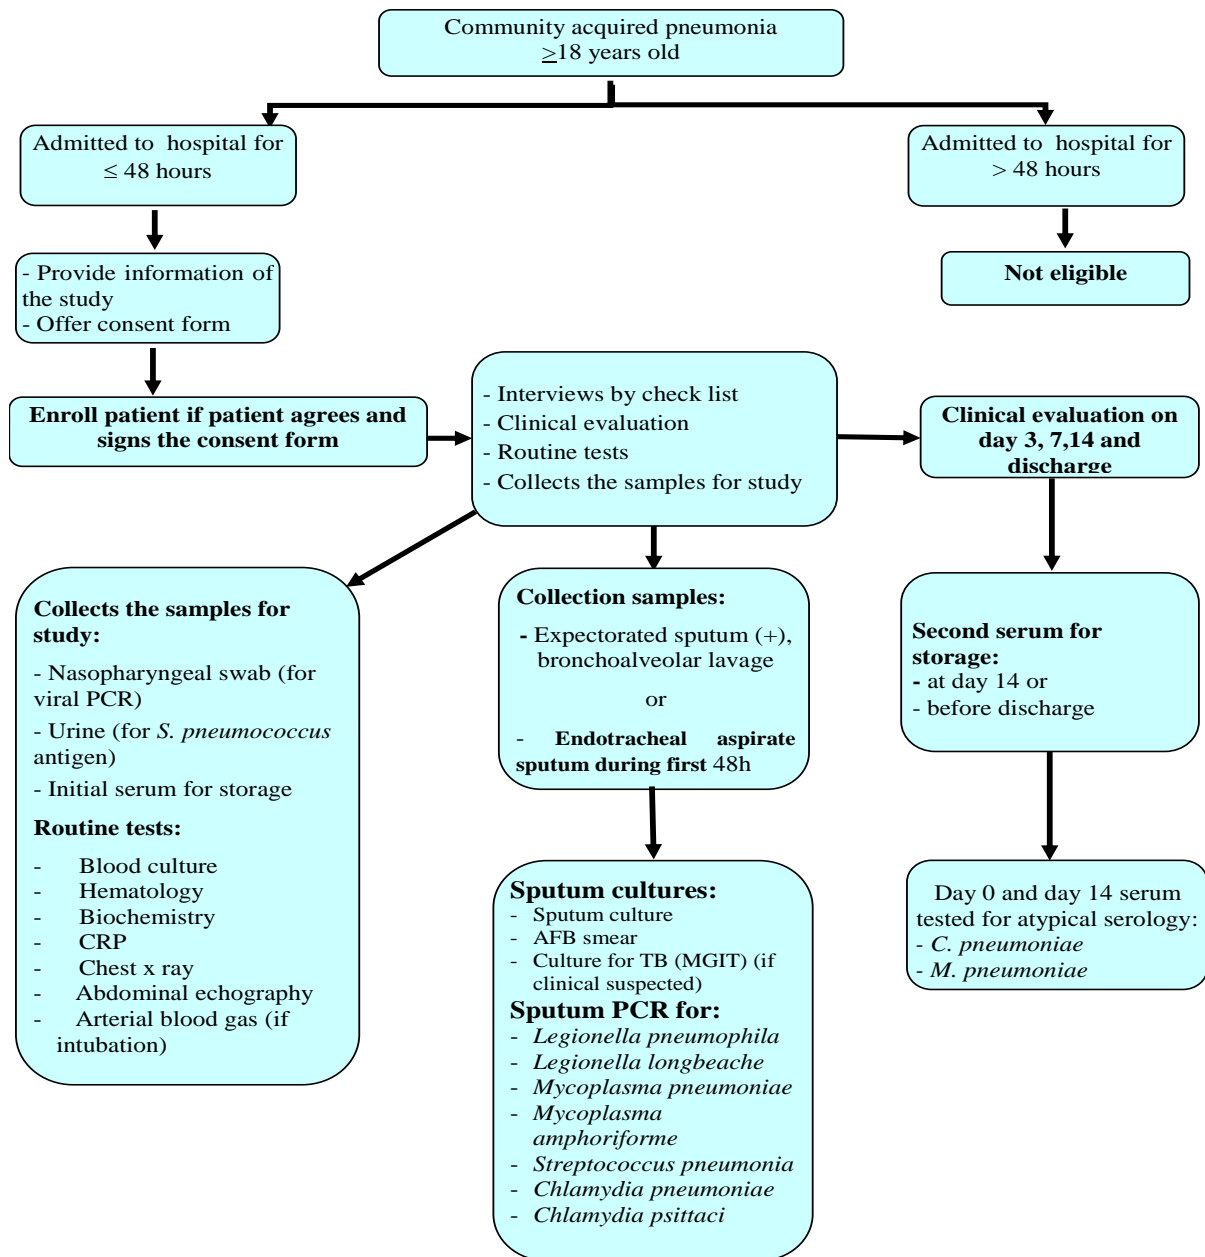 Community acquired pneumonia
≥18 years old
Admitted to hospital for
≤ 48 hours
Admitted to hospital for
> 48 hours
- Provide information of
the study
- Offer consent form
Not eligible
Enroll patient if patient agrees and
signs the consent form
- Interviews by check list
- Clinical evaluation
- Routine tests
- Collects the samples for study
Clinical evaluation on
day 3, 7,14 and
discharge
Collects the samples for
study:
- Nasopharyngeal swab (for
viral PCR)
- Urine (for S. pneumococcus
antigen)
- Initial serum for storage
Routine tests:
- Blood culture
- Hematology
- Biochemistry
- CRP
- Chest x ray
- Abdominal echography
- Arterial blood gas (if
intubation)
Collection samples:
- Expectorated sputum (+),
bronchoalveolar lavage
or
- Endotracheal aspirate
sputum during first 48h
Second serum for
storage:
- at day 14 or
- before discharge
Sputum cultures:
- Sputum culture
- AFB smear
- Culture for TB (MGIT) (if
clinical suspected)
Sputum PCR for:
- Legionella pneumophila
- Legionella longbeache
- Mycoplasma pneumoniae
- Mycoplasma
amphoriforme
- Streptococcus pneumonia
- Chlamydia pneumoniae
- Chlamydia psittaci
Day 0 and day 14 serum
tested for atypical serology:
- C. pneumoniae
- M. pneumoniae